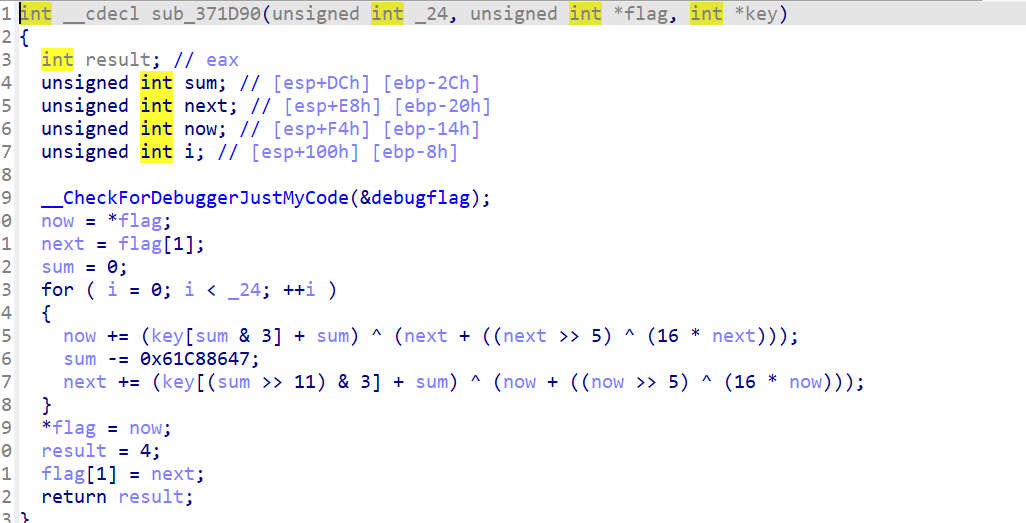 1 int __cdecl sub_371D90(unsigned int _24, unsigned int *flag, int *key)
2 {
3   int result; // eax
4   unsigned int sum; // [esp+DCh] [ebp-2Ch]
5   unsigned int next; // [esp+E8h] [ebp-20h]
6   unsigned int now; // [esp+F4h] [ebp-14h]
7   unsigned int i; // [esp+100h] [ebp-8h]
8
9   __CheckForDebuggerJustMyCode(&debugflag);
0   now = *flag;
1   next = flag[1];
2   sum = 0;
3   for ( i = 0; i < _24; ++i )
4   {
5     now += (key[sum & 3] + sum) ^ (next + ((next >> 5) ^ (16 * next)));
6     sum -= 0x61C88647;
7     next += (key[(sum >> 11) & 3] + sum) ^ (now + ((now >> 5) ^ (16 * now)));
8   }
9   *flag = now;
0   result = 4;
1   flag[1] = next;
2   return result;
3 }